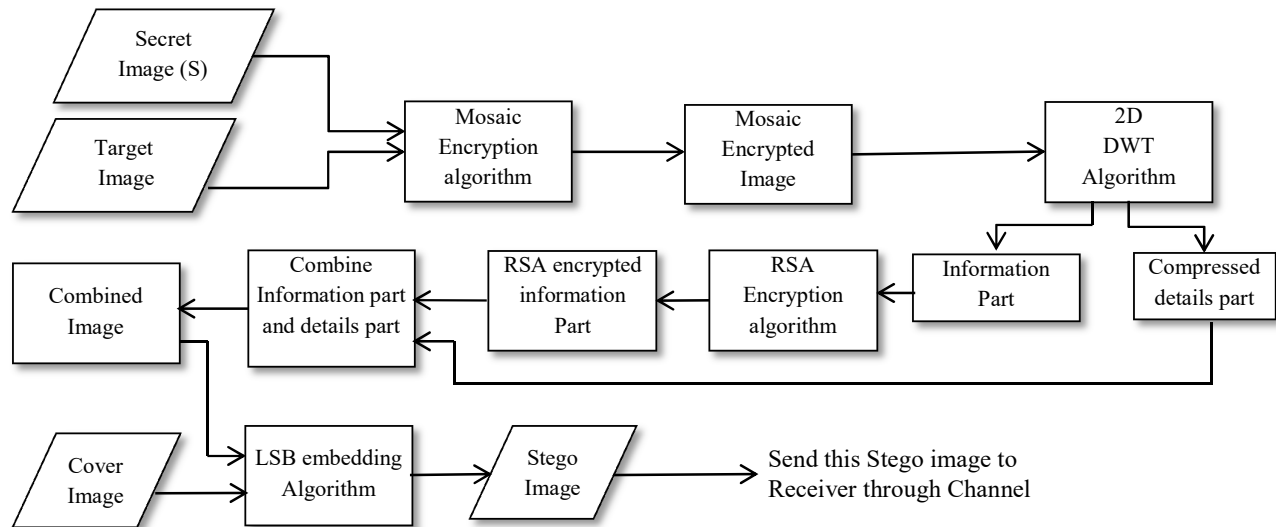 Secret
Image (S)
Target
Image
Mosaic
Encryption
algorithm
Mosaic
Encrypted
Image
2D
DWT
Algorithm
Combined
Image
Combine
Information part
and details part
RSA encrypted
information
Part
RSA
Encryption
algorithm
Information
Part
Compressed
details part
Cover
Image
LSB embedding
Algorithm
Stego
Image
Send this Stego image to
Receiver through Channel